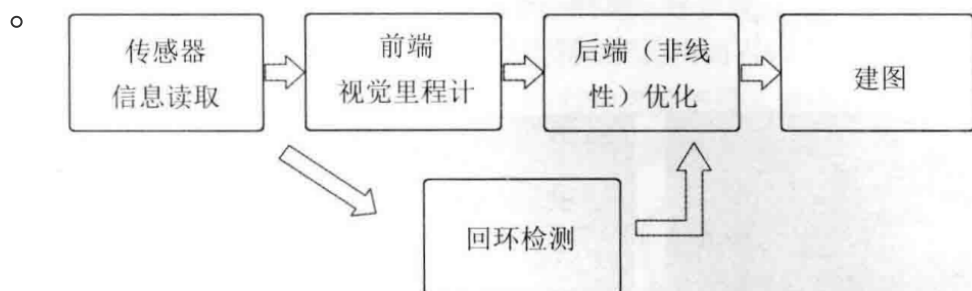 传感器
信息读取
前端
视觉里程计
后端（非线
性）优化
建图
回环检测